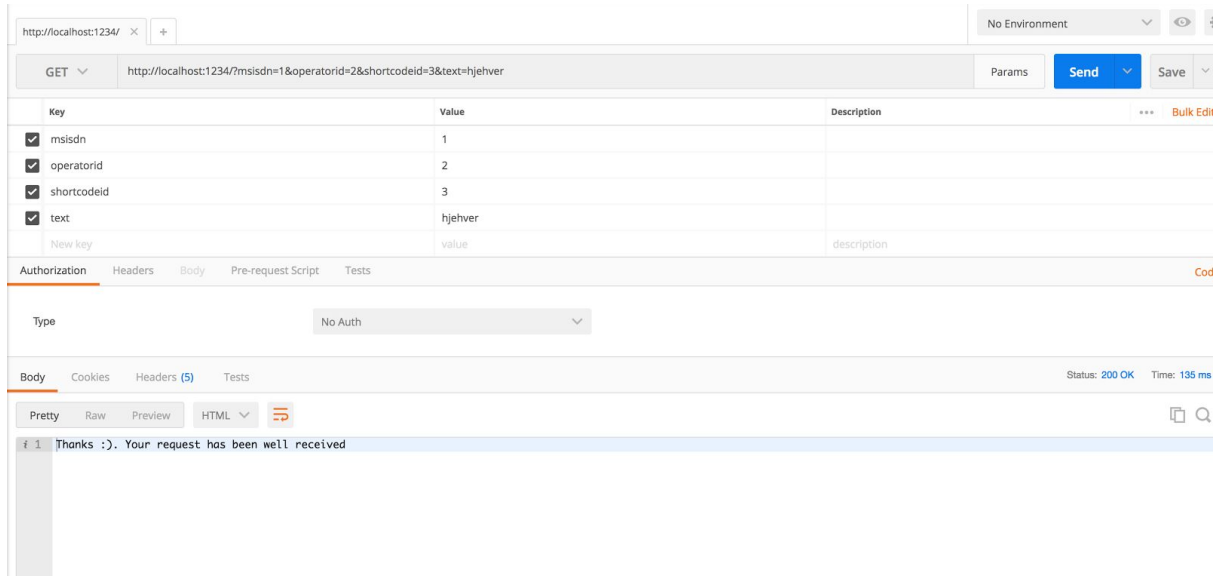 http://localhost:1234/
No Environment
GET http://localhost:1234/?msisdn=1&operatorid=2&shortcodeid=3&text=hjehver Params Send Save
Key Value Description ••• Bulk Edit
msisdn 1
operatorid 2
shortcodeid 3
text hjehver
New key value description
Authorization Headers Body Pre-request Script Tests Cod
Type No Auth
Body Cookies Headers (5) Tests Status: 200 OK Time: 135 ms
Pretty Raw Preview HTML
i 1 Thanks :). Your request has been well received